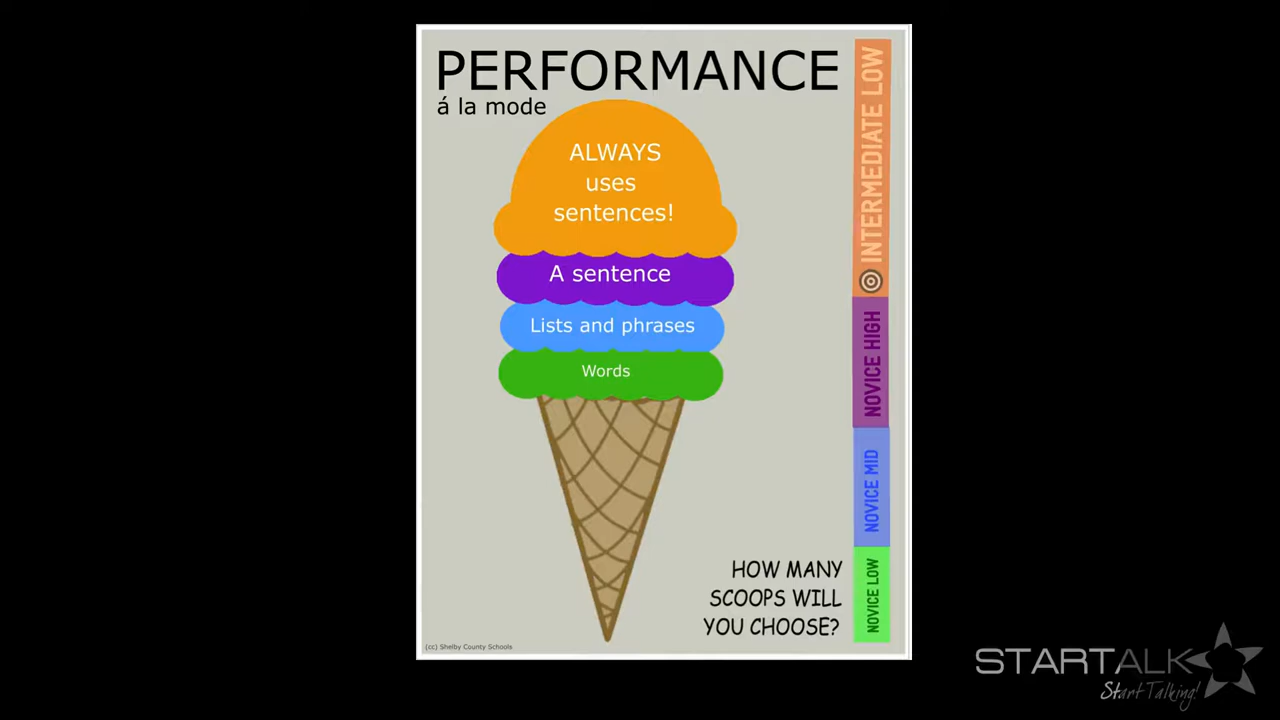 PERFORMANCE
á la mode
ALWAYS
uses
sentences!
A sentence
Lists and phrases
Words
INTERMEDIATE LOW
NOVICE HIGH
NOVICE MID
NOVICE LOW
HOW MANY
SCOOPS WILL
YOU CHOOSE?
(cc) Shelby County Schools
STARTALK
Start Talking!